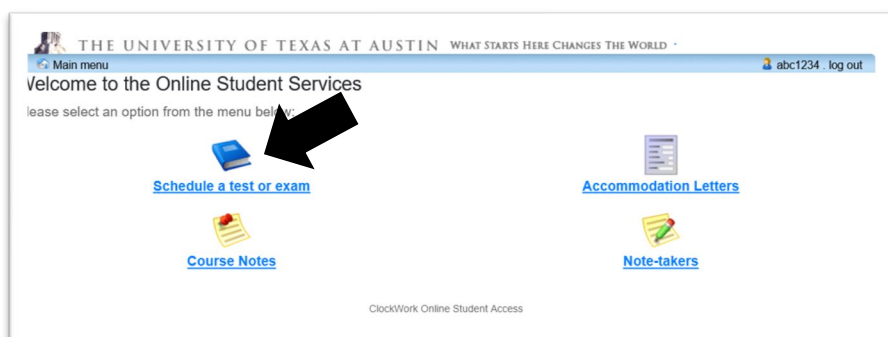 THE UNIVERSITY OF TEXAS AT AUSTIN WHAT STARTS HERE CHANGES THE WORLD
Main menu abc1234 . log out
Welcome to the Online Student Services
lease select an option from the menu below:
Schedule a test or exam Accommodation Letters
Course Notes Note-takers
ClockWork Online Student Access